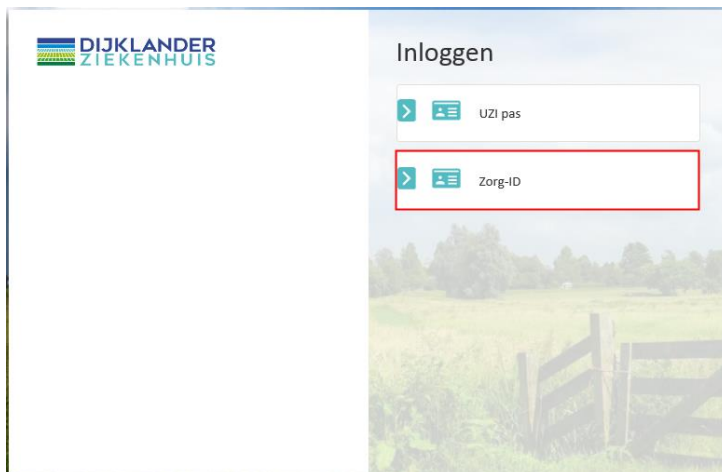 DIJKLANDER
ZIEKENHUIS
Inloggen
UZI pas
Zorg-ID